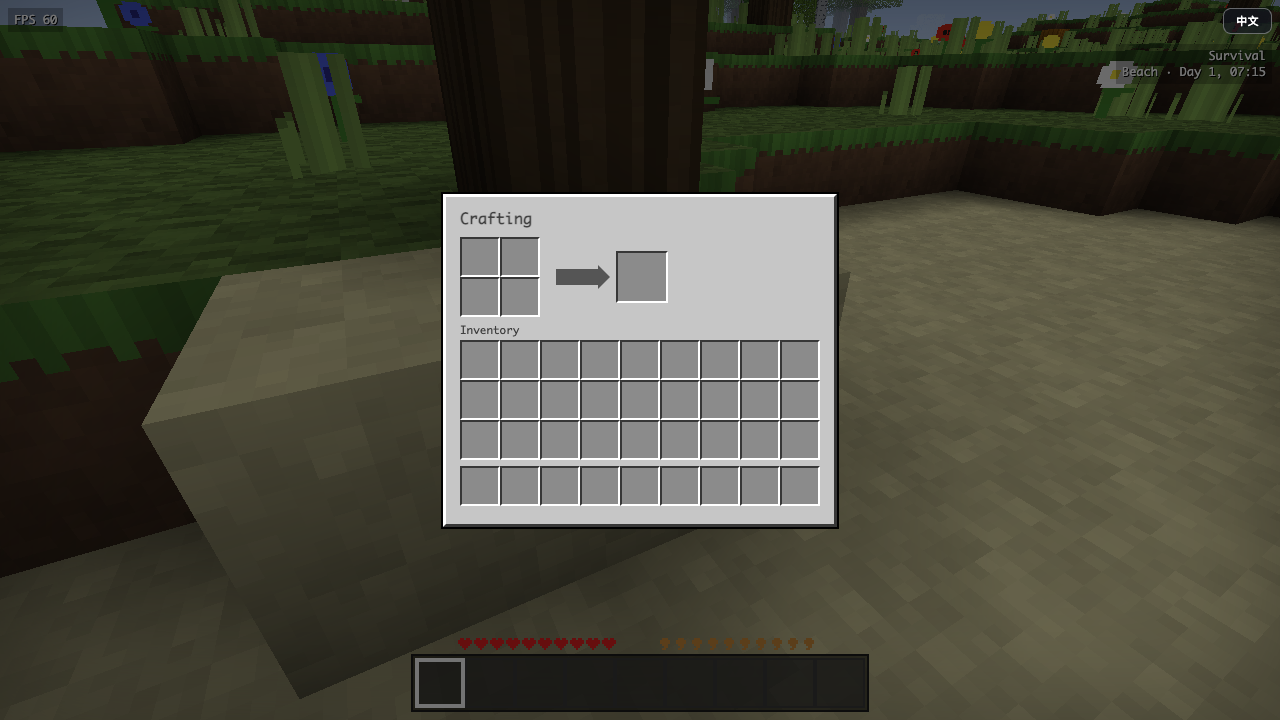 FPS 60
中文
Survival
Beach · Day 1, 07:15
Crafting
Inventory